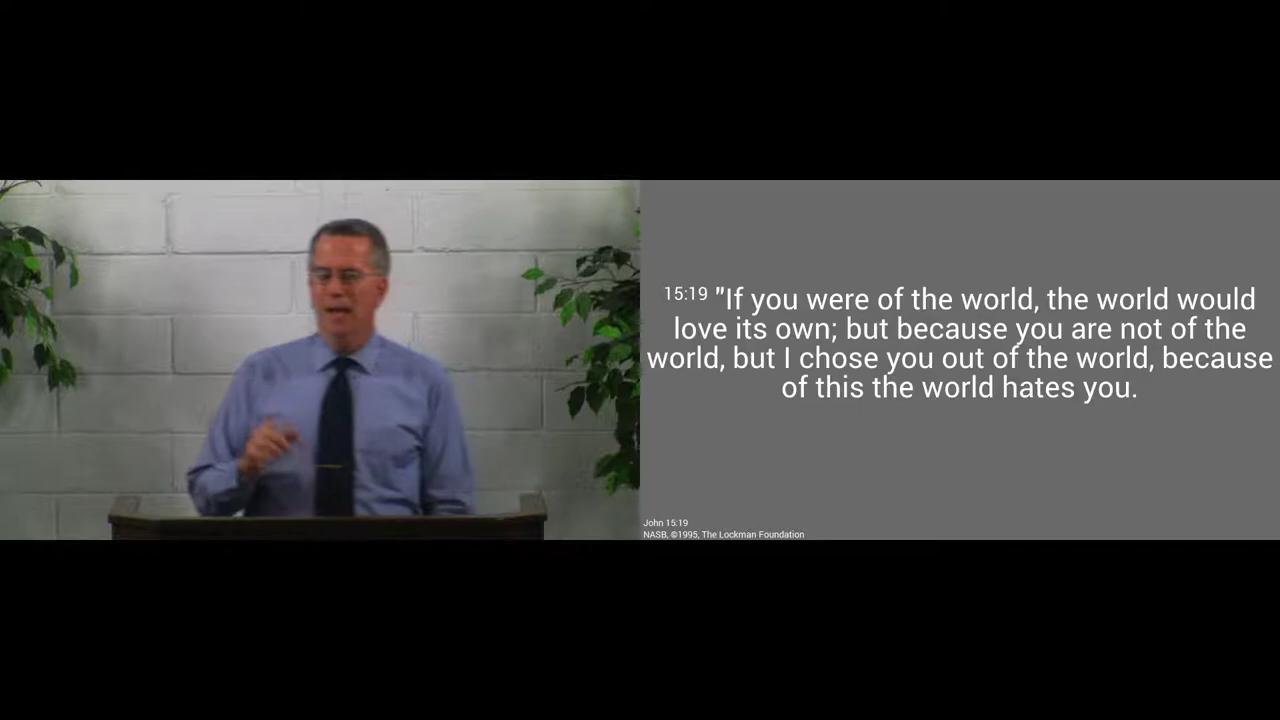 15:19 "If you were of the world, the world would
love its own; but because you are not of the
world, but I chose you out of the world, because
of this the world hates you.
John 15:19
NASB, ©1995, The Lockman Foundation